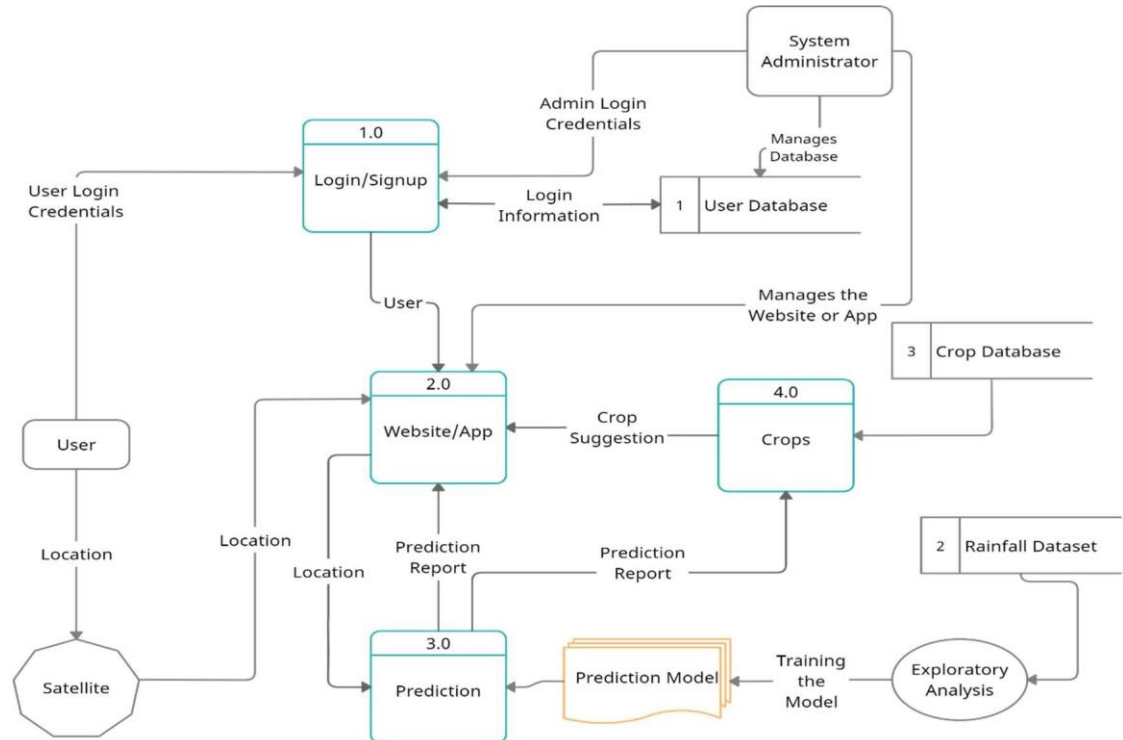 System
Administrator
Admin Login
Credentials
1.0
Login/Signup
Manages
Database
User Login
Credentials
Login
Information
1 User Database
User
Manages the
Website or App
3 Crop Database
2.0
Website/App
4.0
Crops
Crop
Suggestion
User
Location
Location
Location
Prediction
Report
Prediction
Report
2 Rainfall Dataset
3.0
Prediction
Satellite
Prediction Model
Training
the
Model
Exploratory
Analysis